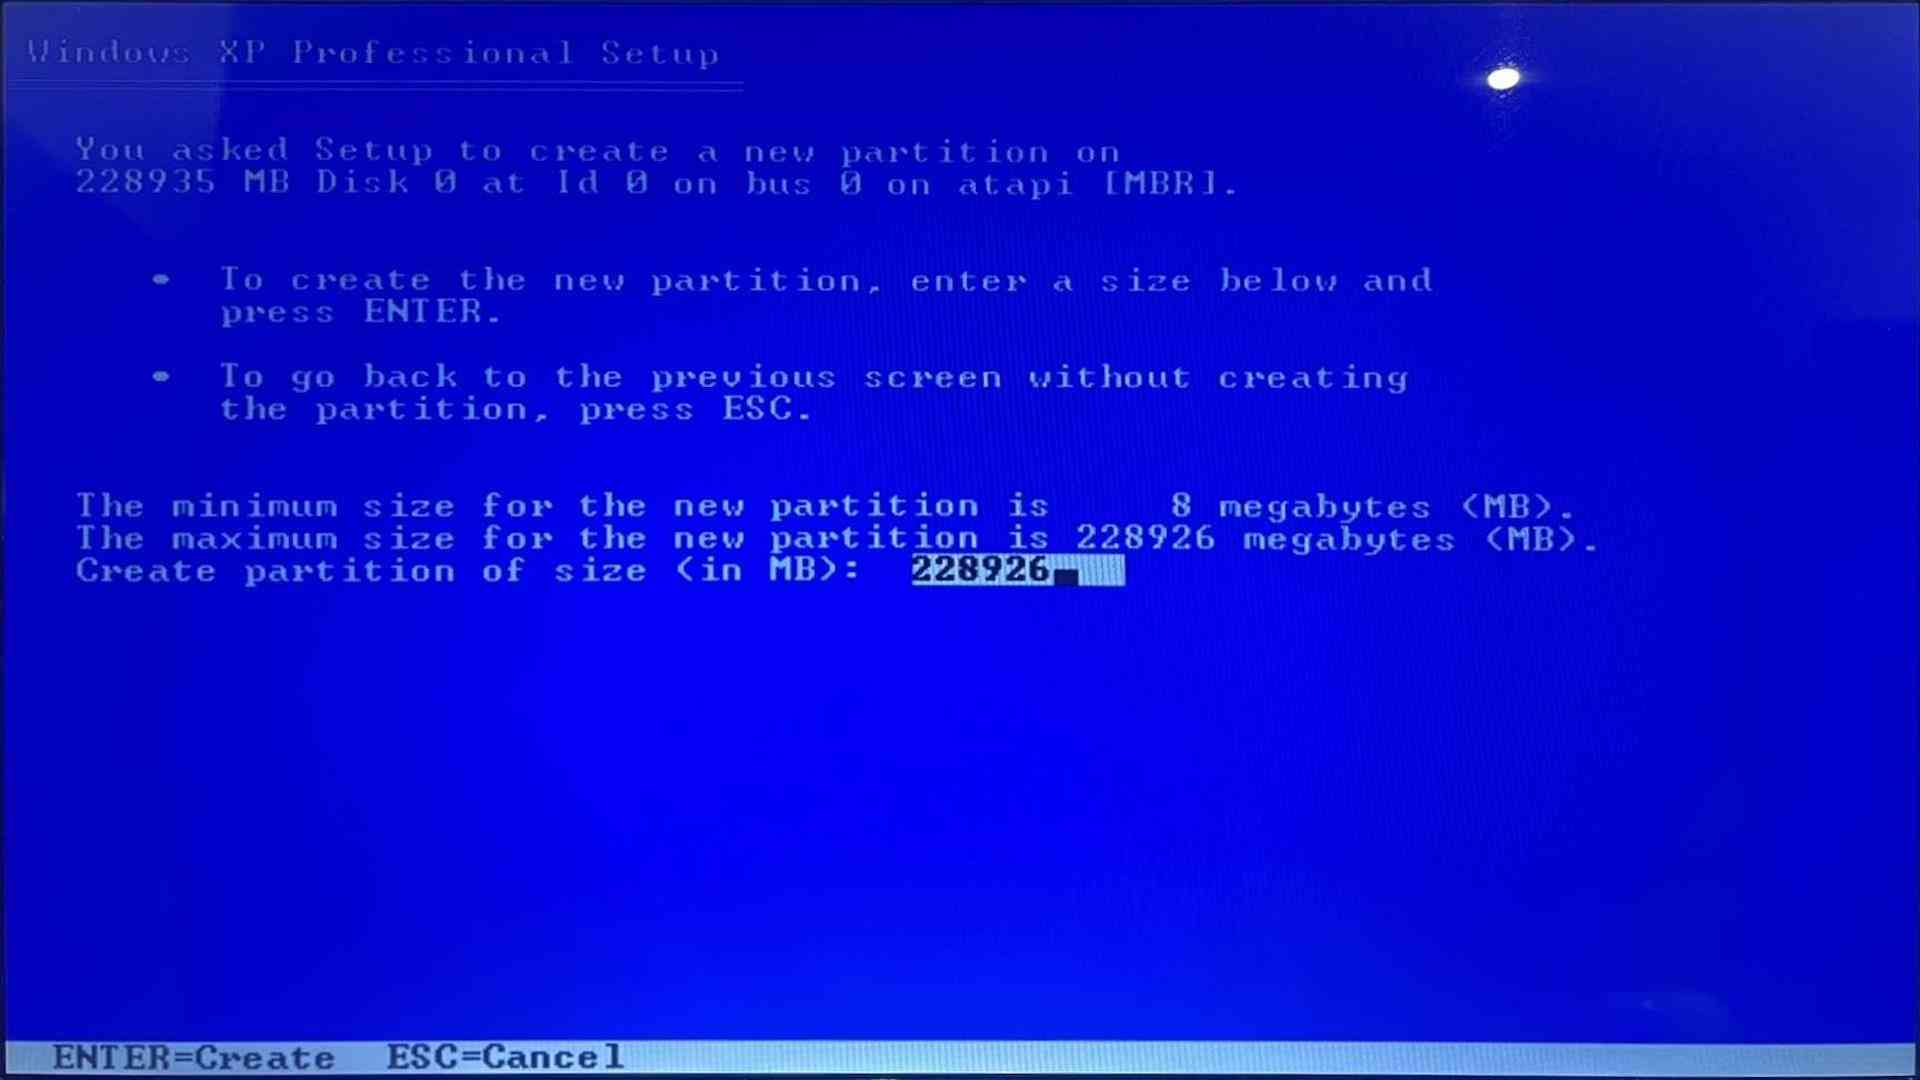 Windows XP Professional Setup
You asked Setup to create a new partition on
228935 MB Disk 0 at Id 0 on bus 0 on atapi [MBR].
• To create the new partition, enter a size below and
press ENTER.
• To go back to the previous screen without creating
the partition, press ESC.
The minimum size for the new partition is 8 megabytes (MB).
The maximum size for the new partition is 228926 megabytes (MB).
Create partition of size (in MB): 228926
ENTER=Create ESC=Cancel